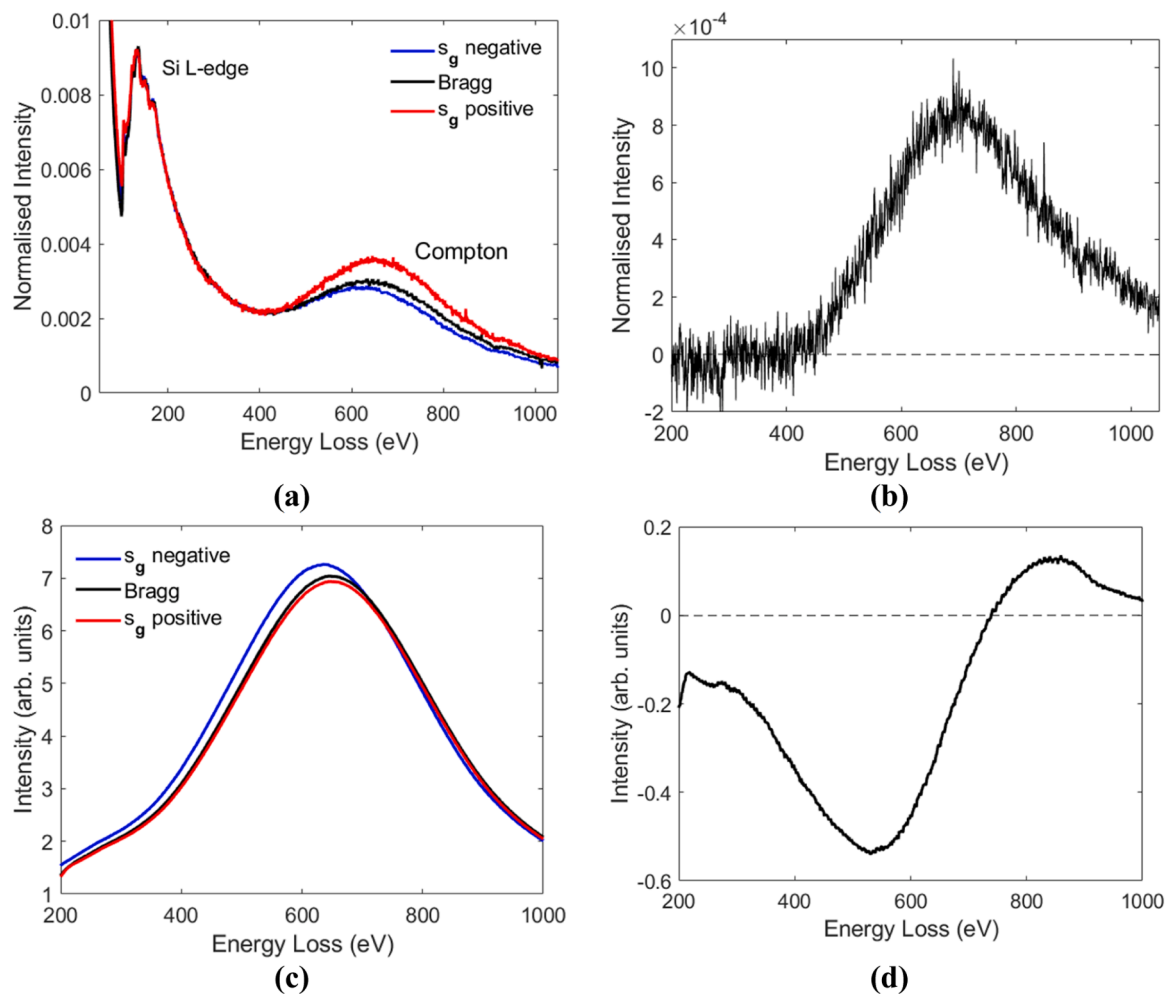 0.01
0.008
0.006
0.004
0.002
0
200
400
600
800
1000
Normalised Intensity
Energy Loss (eV)
Si L-edge
Compton
s_g negative
Bragg
s_g positive
(a)
×10⁻⁴
10
8
6
4
2
0
-2
200
400
600
800
1000
Normalised Intensity
Energy Loss (eV)
(b)
8
7
6
5
4
3
2
1
200
400
600
800
1000
Intensity (arb. units)
Energy Loss (eV)
s_g negative
Bragg
s_g positive
(c)
0.2
0
-0.2
-0.4
-0.6
200
400
600
800
1000
Intensity (arb. units)
Energy Loss (eV)
(d)